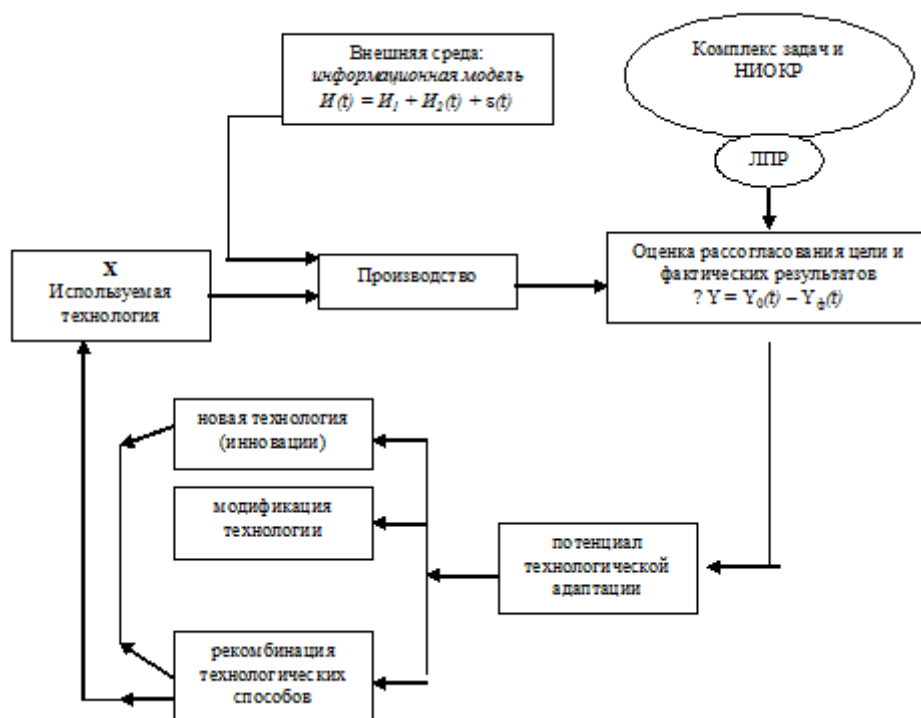 Внешняя среда:
информационная модель
И(t) = И₁ + И₂(t) + s(t)
Комплекс задач и
НИОКР
ЛПР
X
Используемая
технология
Производство
Оценка рассогласования цели и
фактических результатов
? Y = Y₀(t) – Yф(t)
новая технология
(инновации)
модификация
технологии
потенциал
технологической
адаптации
рекомбинация
технологических
способов